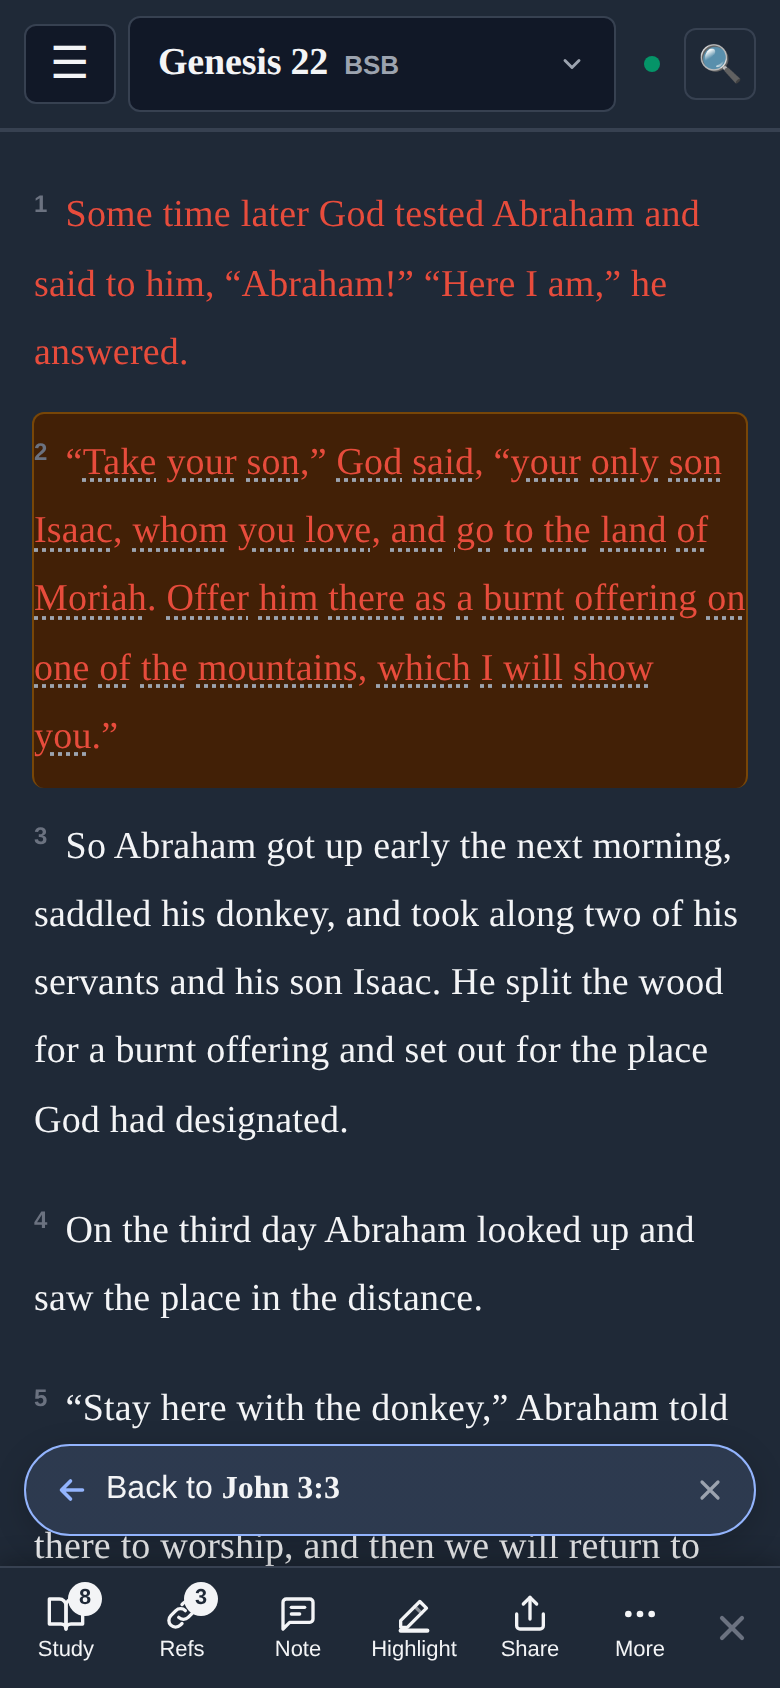 Genesis 22 BSB
1 Some time later God tested Abraham and
said to him, “Abraham!” “Here I am,” he
answered.
2 “Take your son,” God said, “your only son
Isaac, whom you love, and go to the land of
Moriah. Offer him there as a burnt offering on
one of the mountains, which I will show
you.”
3 So Abraham got up early the next morning,
saddled his donkey, and took along two of his
servants and his son Isaac. He split the wood
for a burnt offering and set out for the place
God had designated.
4 On the third day Abraham looked up and
saw the place in the distance.
5 “Stay here with the donkey,” Abraham told
Back to John 3:3
there to worship, and then we will return to
8 3
Study Refs Note Highlight Share More